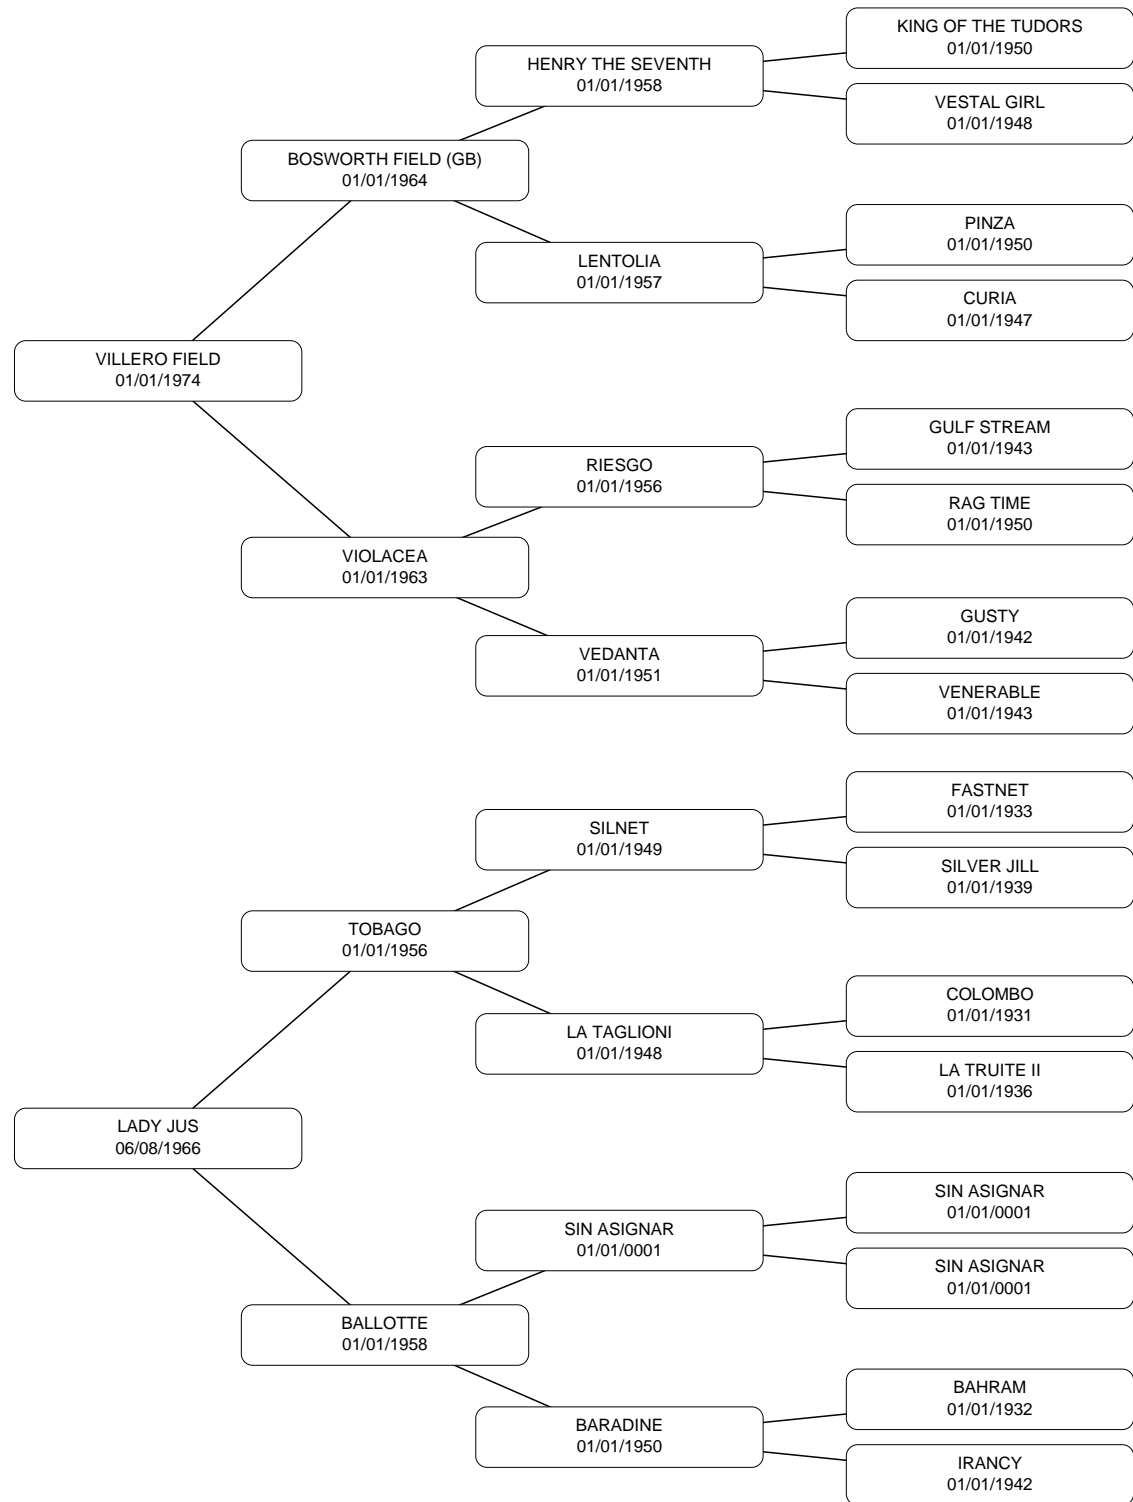 KING OF THE TUDORS
01/01/1950
HENRY THE SEVENTH
01/01/1958
VESTAL GIRL
01/01/1948
BOSWORTH FIELD (GB)
01/01/1964
PINZA
01/01/1950
LENTOLIA
01/01/1957
CURIA
01/01/1947
VILLERO FIELD
01/01/1974
GULF STREAM
01/01/1943
RIESGO
01/01/1956
RAG TIME
01/01/1950
VIOLACEA
01/01/1963
GUSTY
01/01/1942
VEDANTA
01/01/1951
VENERABLE
01/01/1943
FASTNET
01/01/1933
SILNET
01/01/1949
SILVER JILL
01/01/1939
TOBAGO
01/01/1956
COLOMBO
01/01/1931
LA TAGLIONI
01/01/1948
LA TRUITE II
01/01/1936
LADY JUS
06/08/1966
SIN ASIGNAR
01/01/0001
SIN ASIGNAR
01/01/0001
SIN ASIGNAR
01/01/0001
BALLOTTE
01/01/1958
BAHRAM
01/01/1932
BARADINE
01/01/1950
IRANCY
01/01/1942